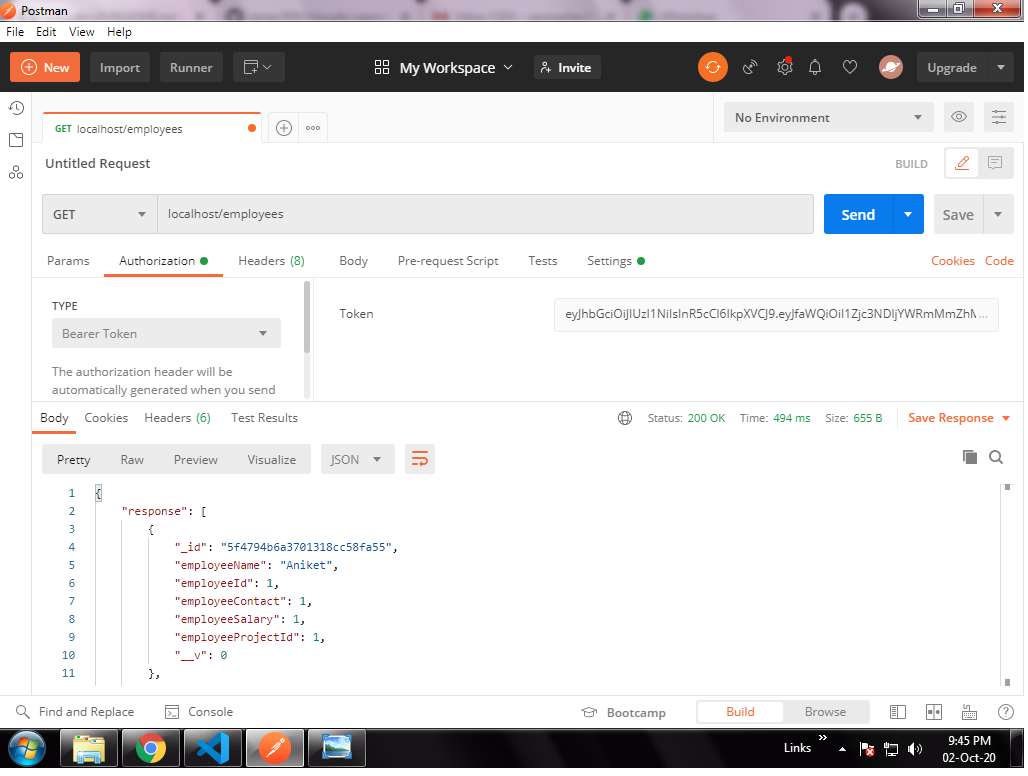 Postman
File Edit View Help
New Import Runner My Workspace Invite Upgrade
GET localhost/employees No Environment
Untitled Request BUILD
GET localhost/employees Send Save
Params Authorization Headers (8) Body Pre-request Script Tests Settings Cookies Code
TYPE
Bearer Token
The authorization header will be
automatically generated when you send
Token
Body Cookies Headers (6) Test Results Status: 200 OK Time: 494 ms Size: 655 B Save Response
Pretty Raw Preview Visualize JSON
1 {
2 "response": [
3 {
4 "_id": "5f4794b6a3701318cc58fa55",
5 "employeeName": "Aniket",
6 "employeeId": 1,
7 "employeeContact": 1,
8 "employeeSalary": 1,
9 "employeeProjectId": 1,
10 "__v": 0
11 },
Find and Replace Console Bootcamp Build Browse
Links » 9:45 PM
02-Oct-20